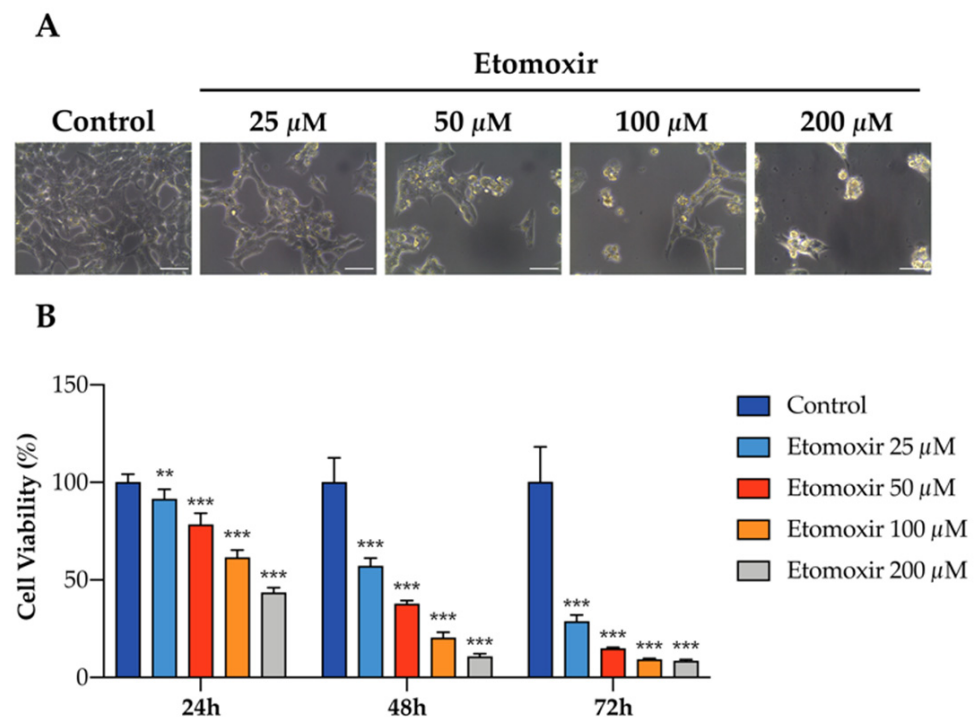 A
Etomoxir
Control 25 µM 50 µM 100 µM 200 µM
B
150
100
50
0
Cell Viability (%)
** *** *** ***
*** *** *** ***
*** *** *** ***
24h 48h 72h
Control
Etomoxir 25 µM
Etomoxir 50 µM
Etomoxir 100 µM
Etomoxir 200 µM